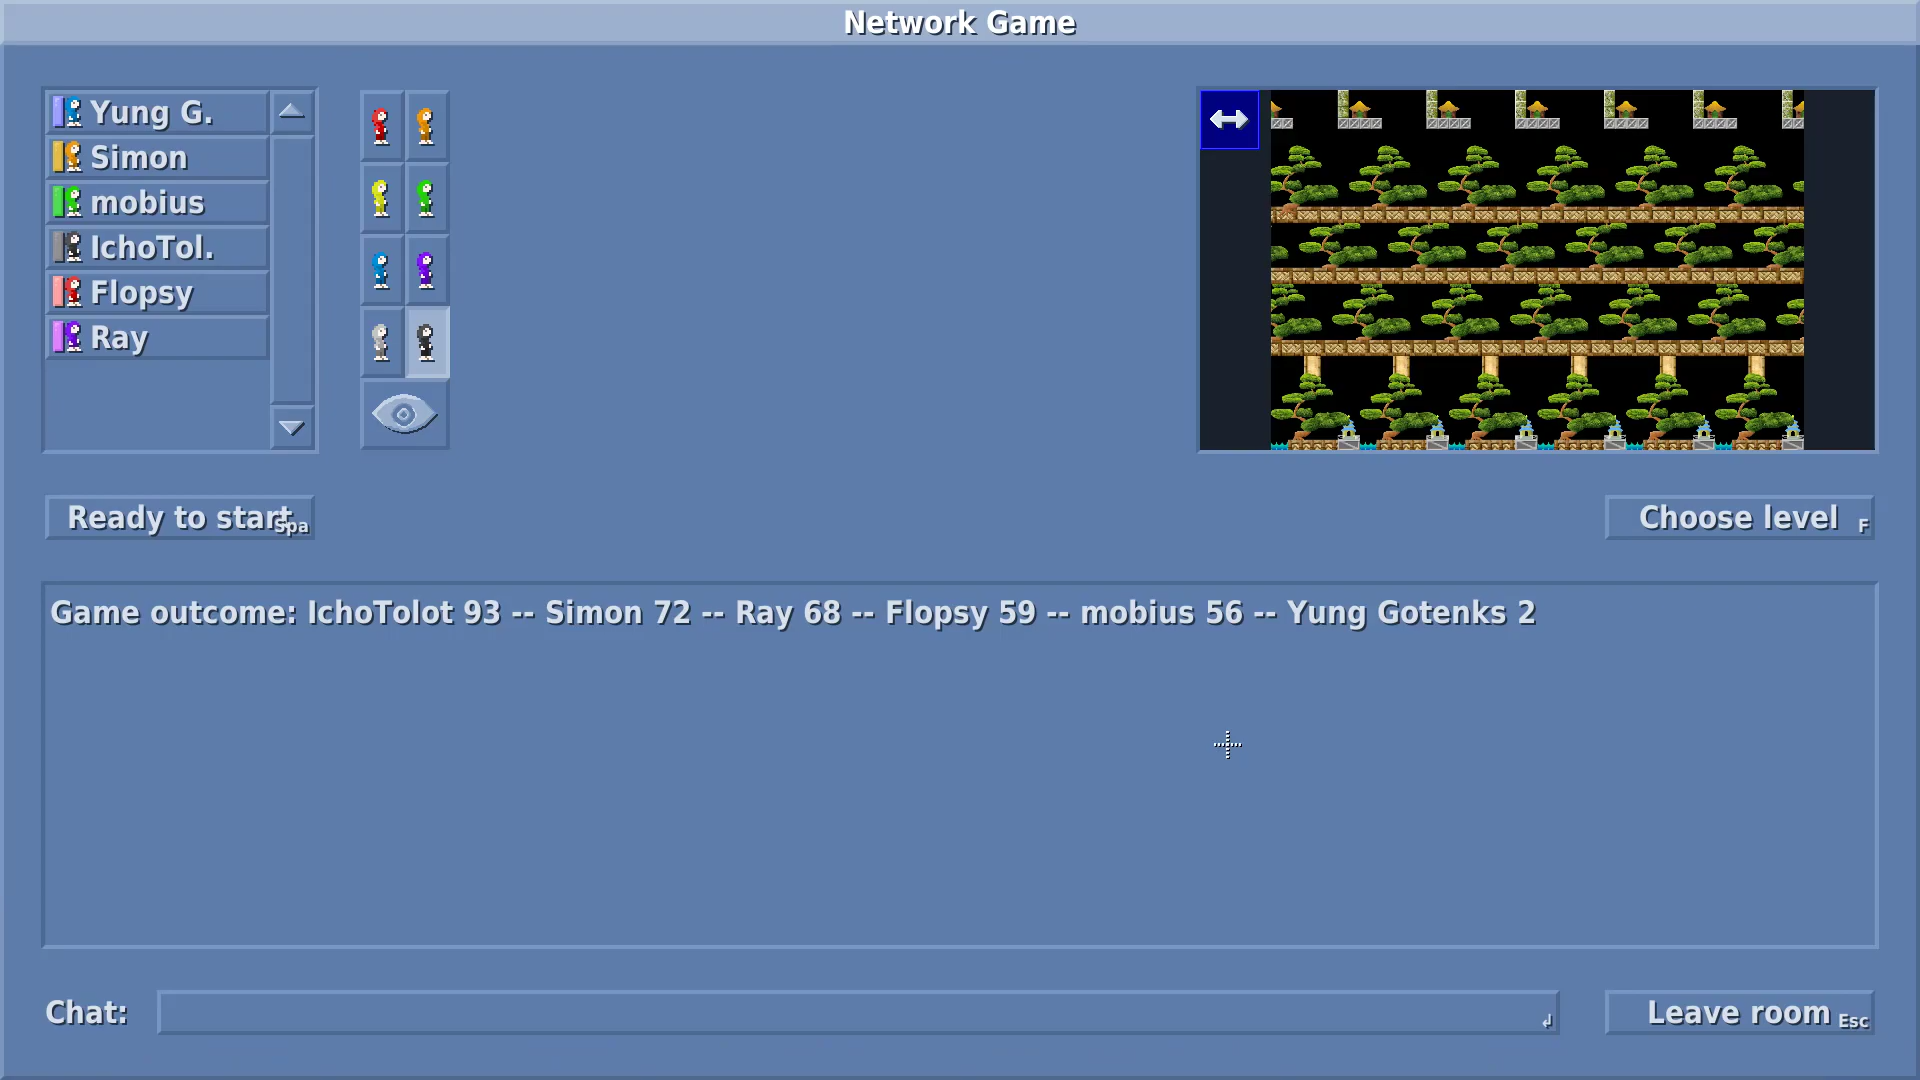 Network Game
Yung G.
Simon
mobius
IchoTol.
Flopsy
Ray
Ready to start Spa
Choose level F
Game outcome: IchoTolot 93 -- Simon 72 -- Ray 68 -- Flopsy 59 -- mobius 56 -- Yung Gotenks 2
Chat:
Leave room Esc